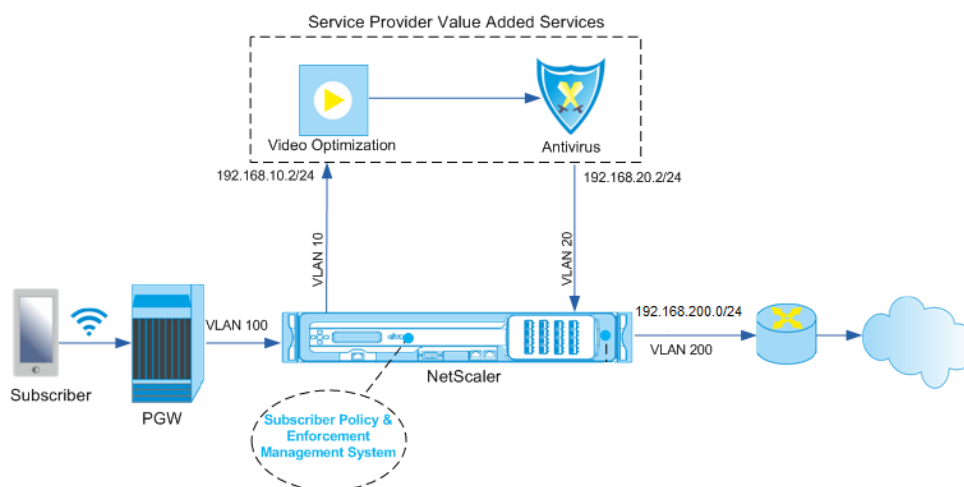 Service Provider Value Added Services
Video Optimization
Antivirus
192.168.10.2/24
192.168.20.2/24
VLAN 10
VLAN 20
192.168.200.0/24
VLAN 100
VLAN 200
NetScaler
Subscriber
PGW
Subscriber Policy &
Enforcement
Management System